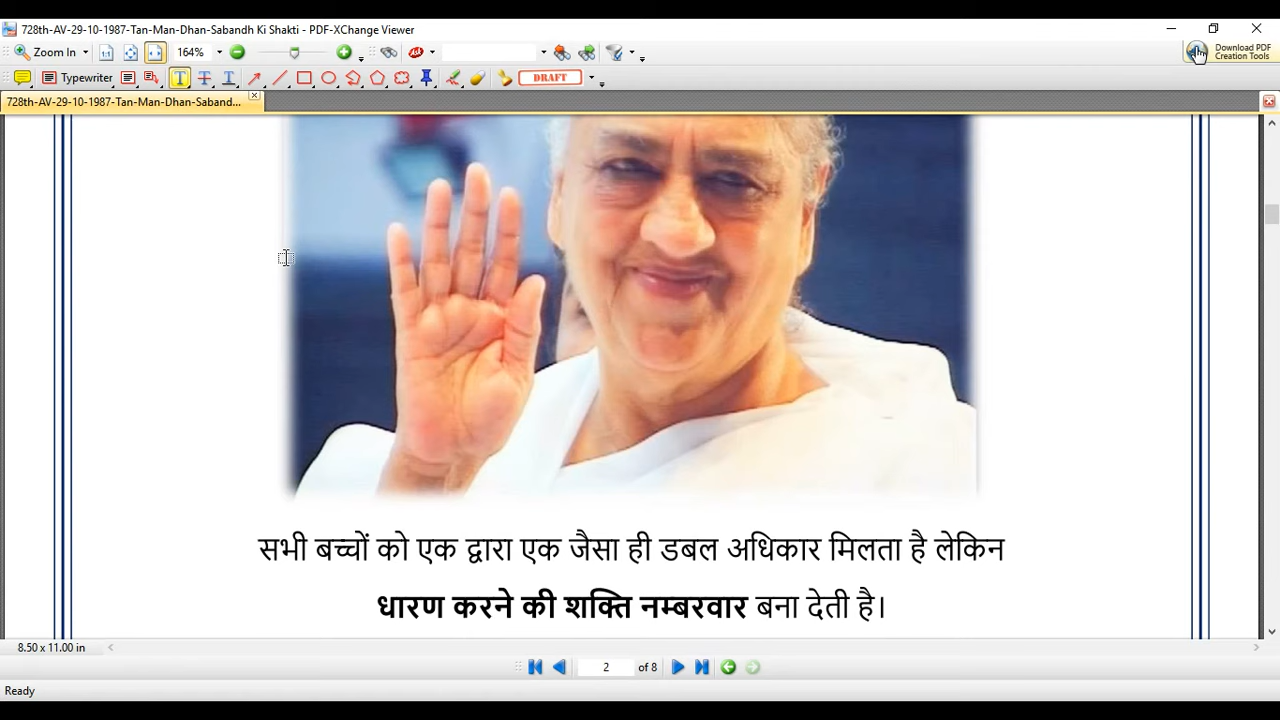 728th-AV-29-10-1987-Tan-Man-Dhan-Sabandh Ki Shakti - PDF-XChange Viewer
Zoom In 164% Download PDF Creation Tools
Typewriter DRAFT
728th-AV-29-10-1987-Tan-Man-Dhan-Saband...
सभी बच्चों को एक द्वारा एक जैसा ही डबल अधिकार मिलता है लेकिन
धारण करने की शक्ति नम्बरवार बना देती है।
8.50 x 11.00 in
2 of 8
Ready